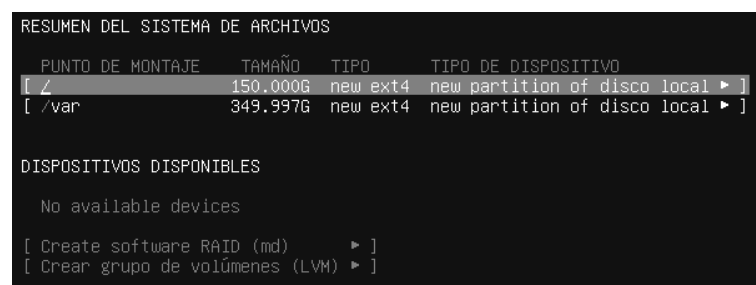 RESUMEN DEL SISTEMA DE ARCHIVOS
PUNTO DE MONTAJE TAMAÑO TIPO TIPO DE DISPOSITIVO
[ / 150.000G new ext4 new partition of disco local ► ]
[ /var 349.997G new ext4 new partition of disco local ► ]
DISPOSITIVOS DISPONIBLES
No available devices
[ Create software RAID (md) ► ]
[ Crear grupo de volúmenes (LVM) ► ]